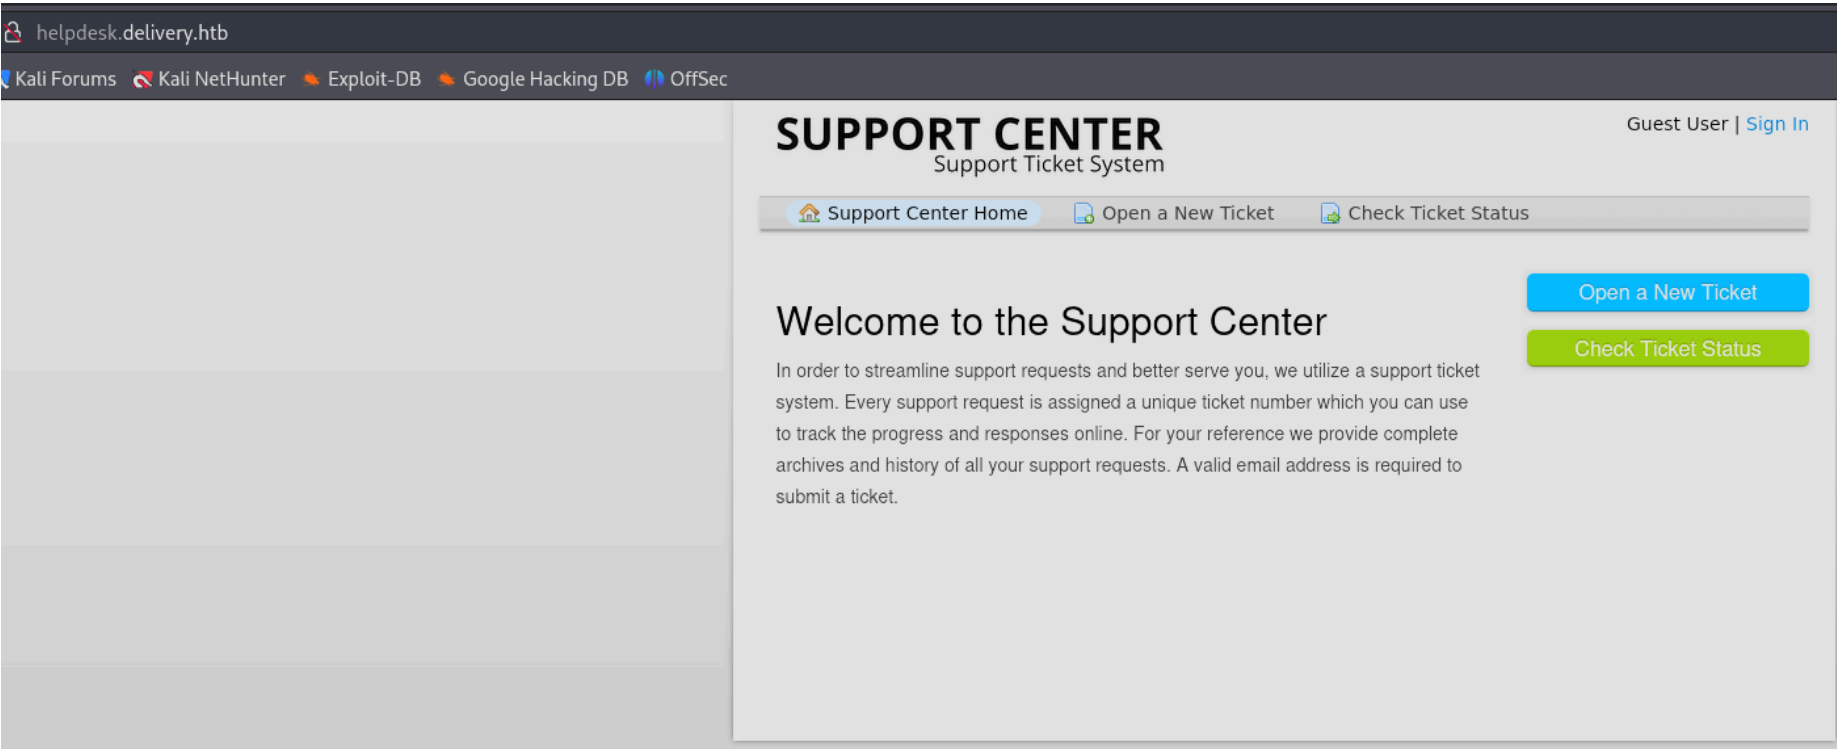 helpdesk.delivery.htb
Kali Forums Kali NetHunter Exploit-DB Google Hacking DB OffSec
SUPPORT CENTER
Support Ticket System
Guest User | Sign In
Support Center Home Open a New Ticket Check Ticket Status
Welcome to the Support Center
In order to streamline support requests and better serve you, we utilize a support ticket
system. Every support request is assigned a unique ticket number which you can use
to track the progress and responses online. For your reference we provide complete
archives and history of all your support requests. A valid email address is required to
submit a ticket.
Open a New Ticket
Check Ticket Status